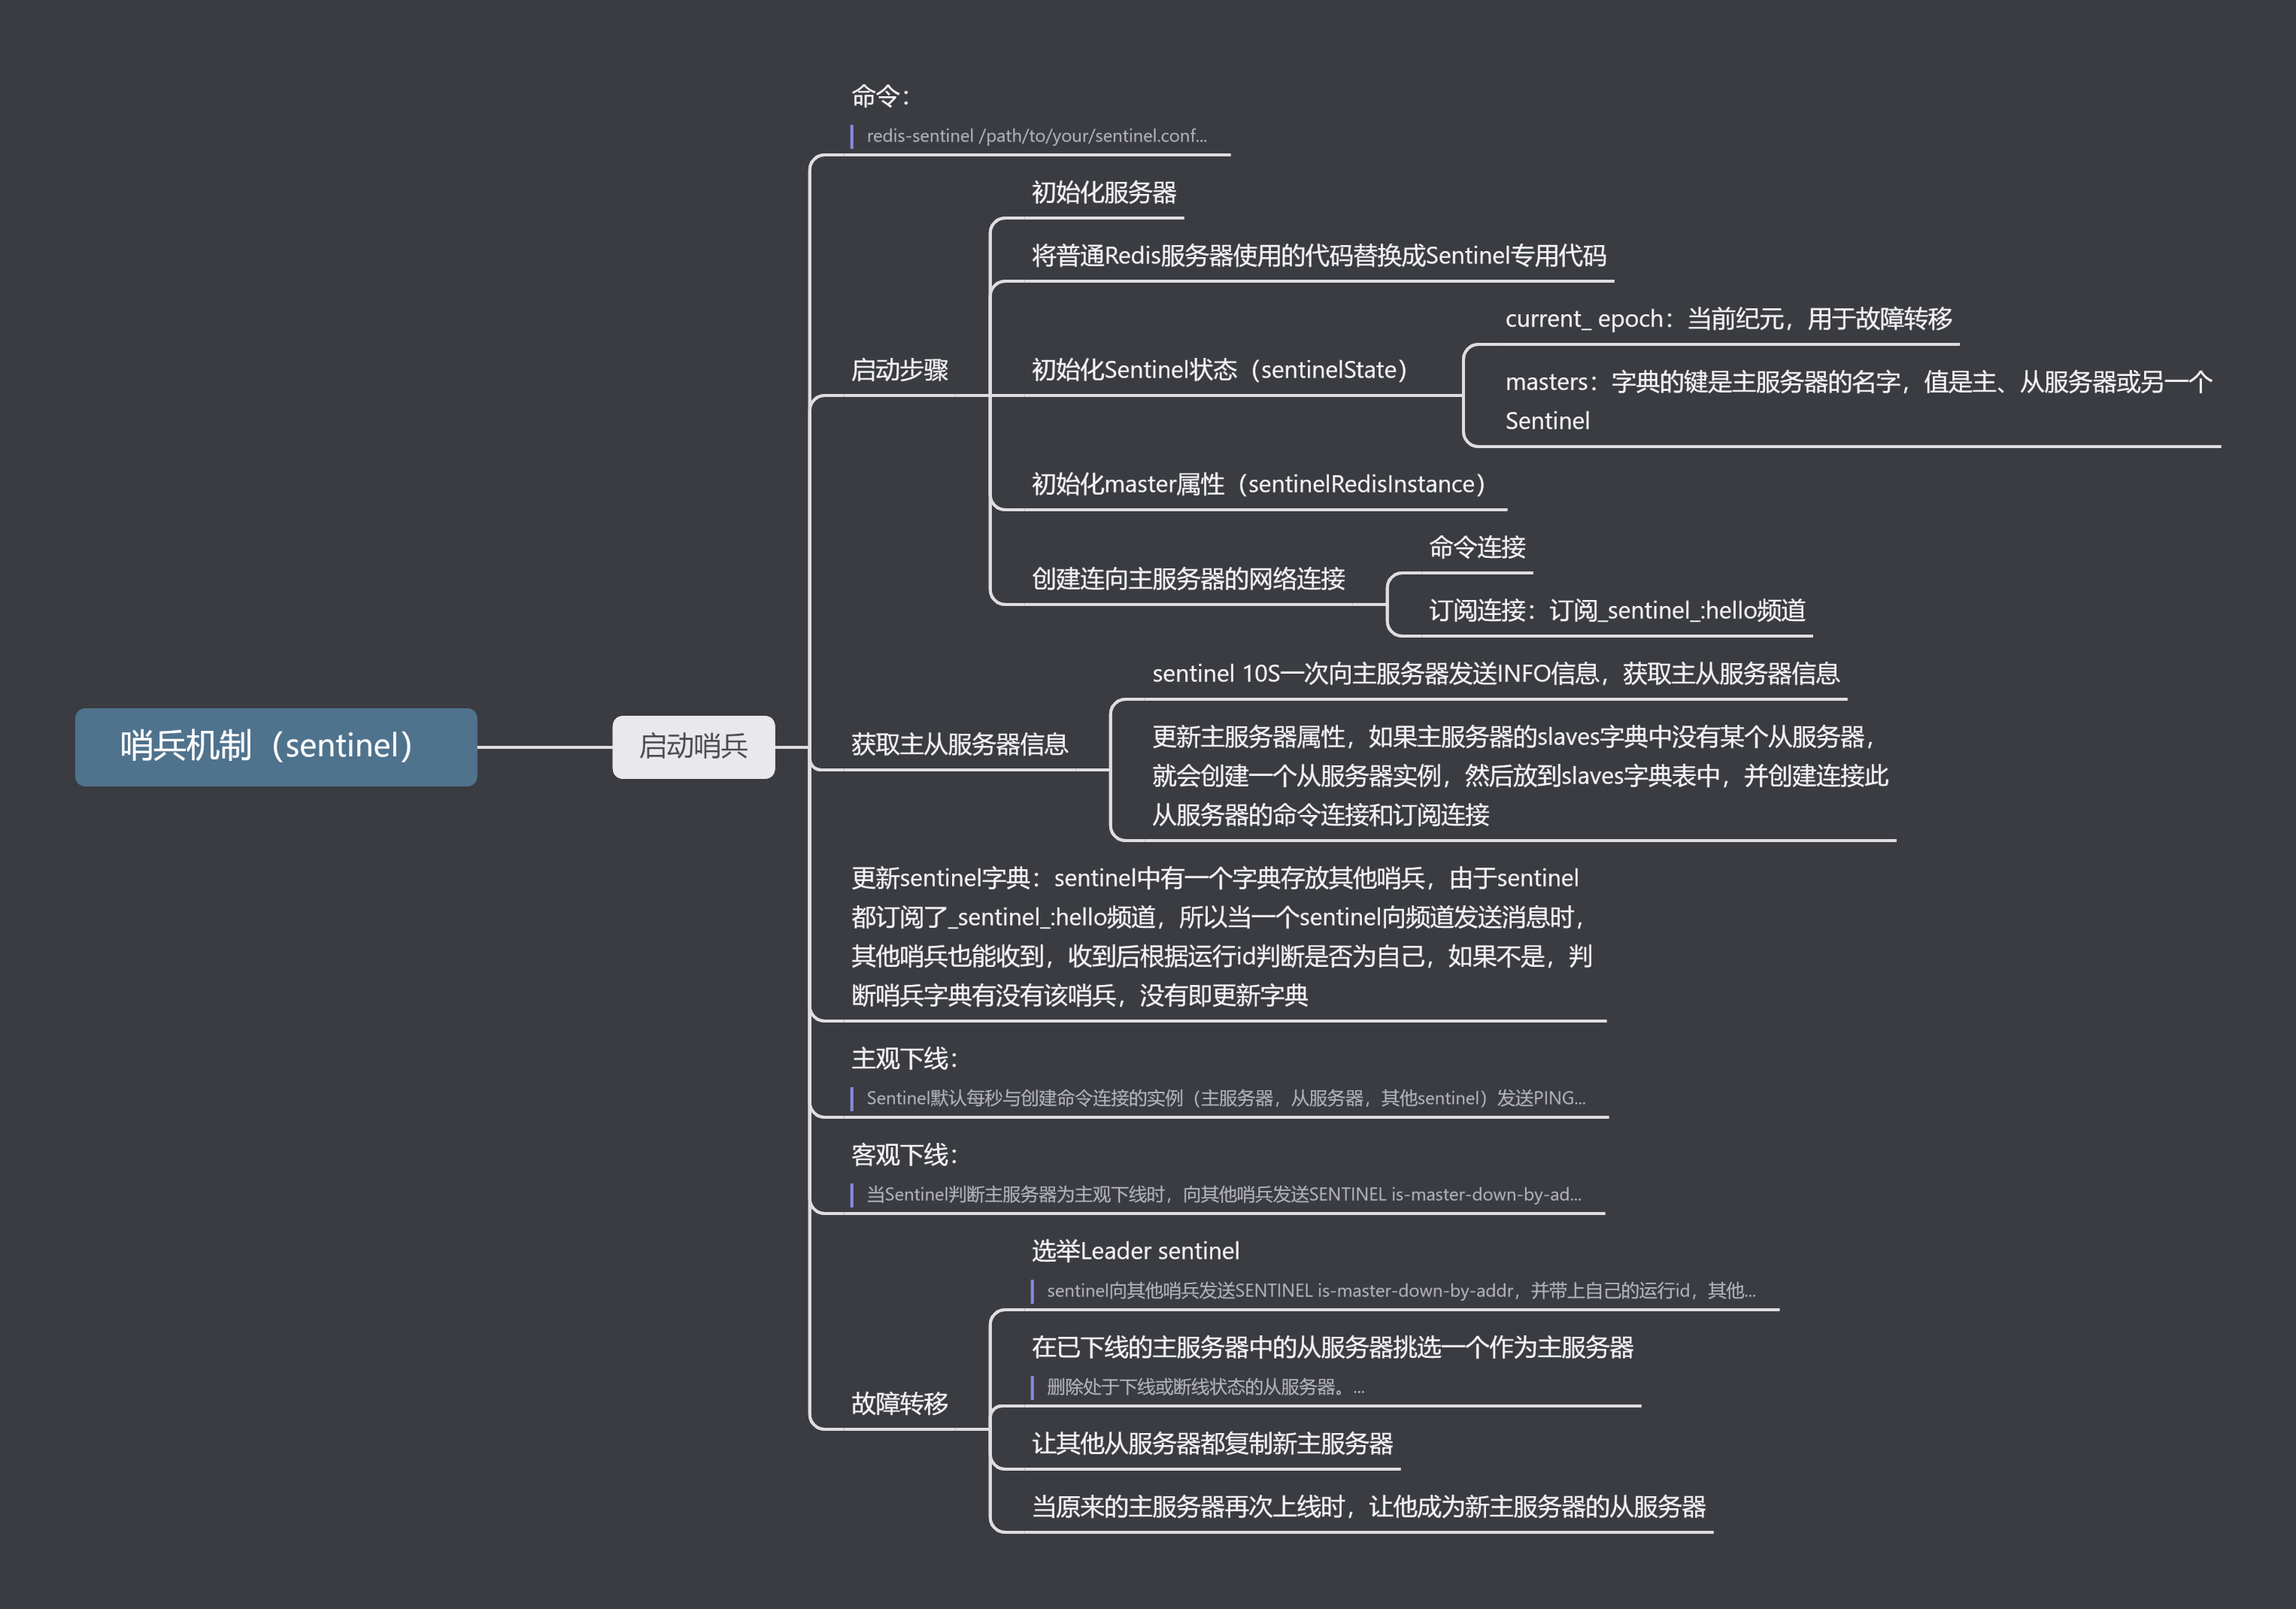 命令：
redis-sentinel /path/to/your/sentinel.conf...
初始化服务器
将普通Redis服务器使用的代码替换成Sentinel专用代码
current_ epoch：当前纪元，用于故障转移
启动步骤
初始化Sentinel状态（sentinelState）
masters：字典的键是主服务器的名字，值是主、从服务器或另一个
Sentinel
初始化master属性（sentinelRedisInstance）
命令连接
创建连向主服务器的网络连接
订阅连接：订阅_sentinel_:hello频道
sentinel 10S一次向主服务器发送INFO信息，获取主从服务器信息
哨兵机制（sentinel）
启动哨兵
获取主从服务器信息
更新主服务器属性，如果主服务器的slaves字典中没有某个从服务器，
就会创建一个从服务器实例，然后放到slaves字典表中，并创建连接此
从服务器的命令连接和订阅连接
更新sentinel字典：sentinel中有一个字典存放其他哨兵，由于sentinel
都订阅了_sentinel_:hello频道，所以当一个sentinel向频道发送消息时，
其他哨兵也能收到，收到后根据运行id判断是否为自己，如果不是，判
断哨兵字典有没有该哨兵，没有即更新字典
主观下线：
Sentinel默认每秒与创建命令连接的实例（主服务器，从服务器，其他sentinel）发送PING...
客观下线：
当Sentinel判断主服务器为主观下线时，向其他哨兵发送SENTINEL is-master-down-by-ad...
选举Leader sentinel
sentinel向其他哨兵发送SENTINEL is-master-down-by-addr，并带上自己的运行id，其他...
在已下线的主服务器中的从服务器挑选一个作为主服务器
删除处于下线或断线状态的从服务器。...
故障转移
让其他从服务器都复制新主服务器
当原来的主服务器再次上线时，让他成为新主服务器的从服务器